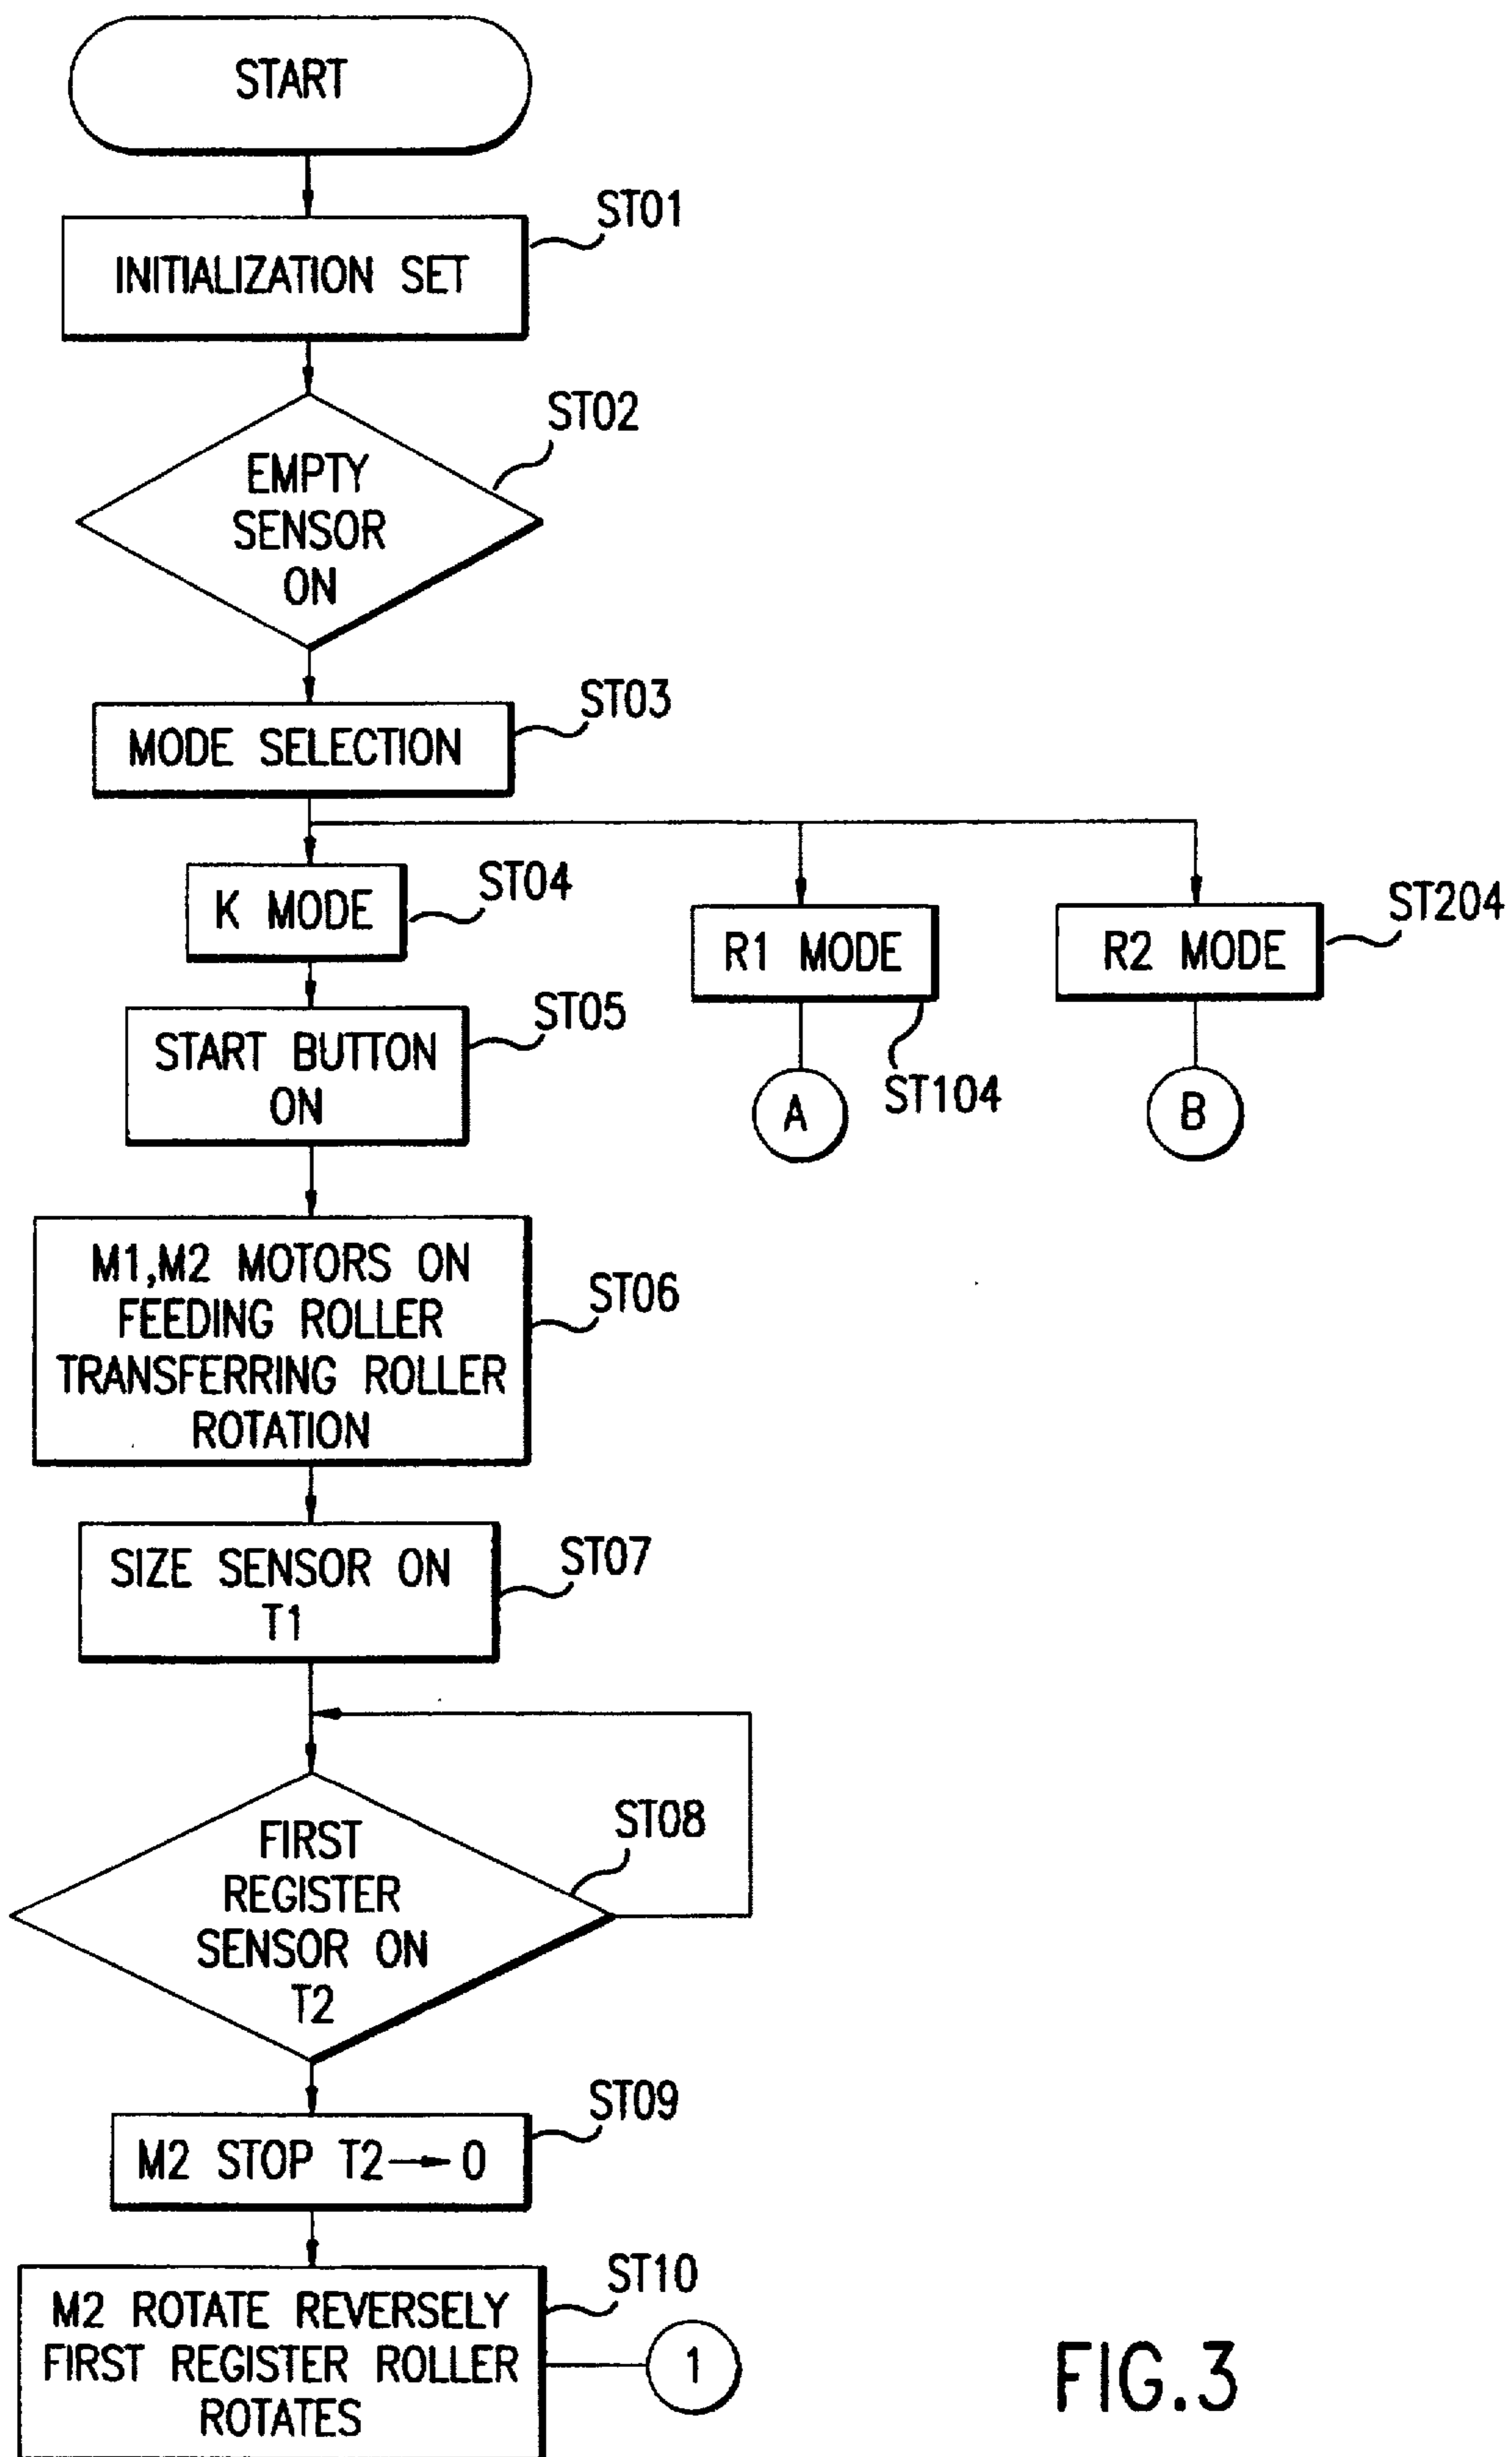 START
ST01
INITIALIZATION SET
ST02
EMPTY
SENSOR
ON
ST03
MODE SELECTION
ST04
K MODE
R1 MODE
ST104
A
ST204
R2 MODE
B
ST05
START BUTTON
ON
ST06
M1,M2 MOTORS ON
FEEDING ROLLER
TRANSFERRING ROLLER
ROTATION
ST07
SIZE SENSOR ON
T1
ST08
FIRST
REGISTER
SENSOR ON
T2
ST09
M2 STOP T2→0
ST10
M2 ROTATE REVERSELY
FIRST REGISTER ROLLER
ROTATES
1
FIG.3